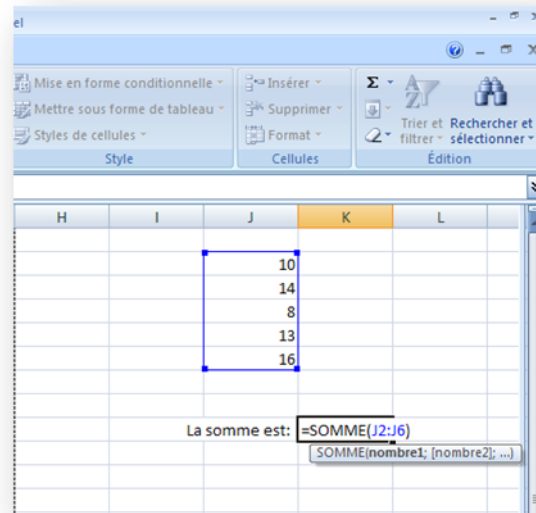 el
Mise en forme conditionnelle
Mettre sous forme de tableau
Styles de cellules
Style
Insérer
Supprimer
Format
Cellules
Σ
Trier et filtrer
Rechercher et sélectionner
Édition
H I J K L
10
14
8
13
16
La somme est: =SOMME(J2:J6)
SOMME(nombre1; [nombre2]; ...)